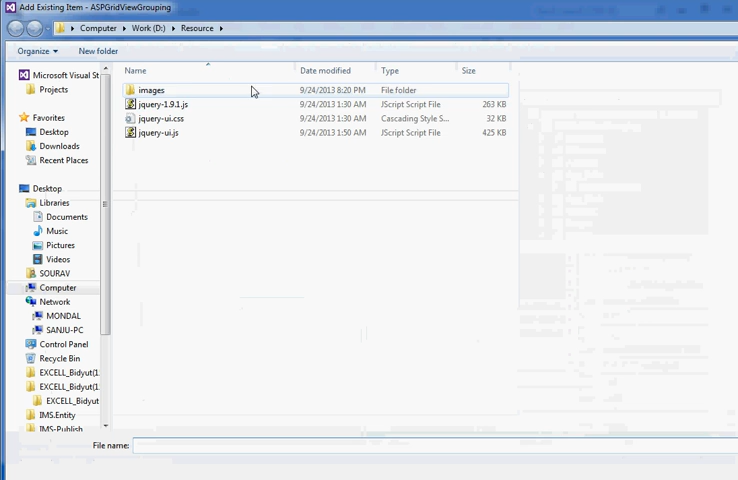 Add Existing Item - ASPGridViewGrouping
Computer ▸ Work (D:) ▸ Resource ▸
Organize ▾ New folder
Name Date modified Type Size
images 9/24/2013 8:20 PM File folder
jquery-1.9.1.js 9/24/2013 1:30 AM JScript Script File 263 KB
jquery-ui.css 9/24/2013 1:30 AM Cascading Style S... 32 KB
jquery-ui.js 9/24/2013 1:50 AM JScript Script File 425 KB
Microsoft Visual St
Projects
Favorites
Desktop
Downloads
Recent Places
Desktop
Libraries
Documents
Music
Pictures
Videos
SOURAV
Computer
Network
MONDAL
SANJU-PC
Control Panel
Recycle Bin
EXCELL_Bidyut(1
EXCELL_Bidyut(1
EXCELL_Bidyut
IMS.Entity
IMS-Publish
File name: